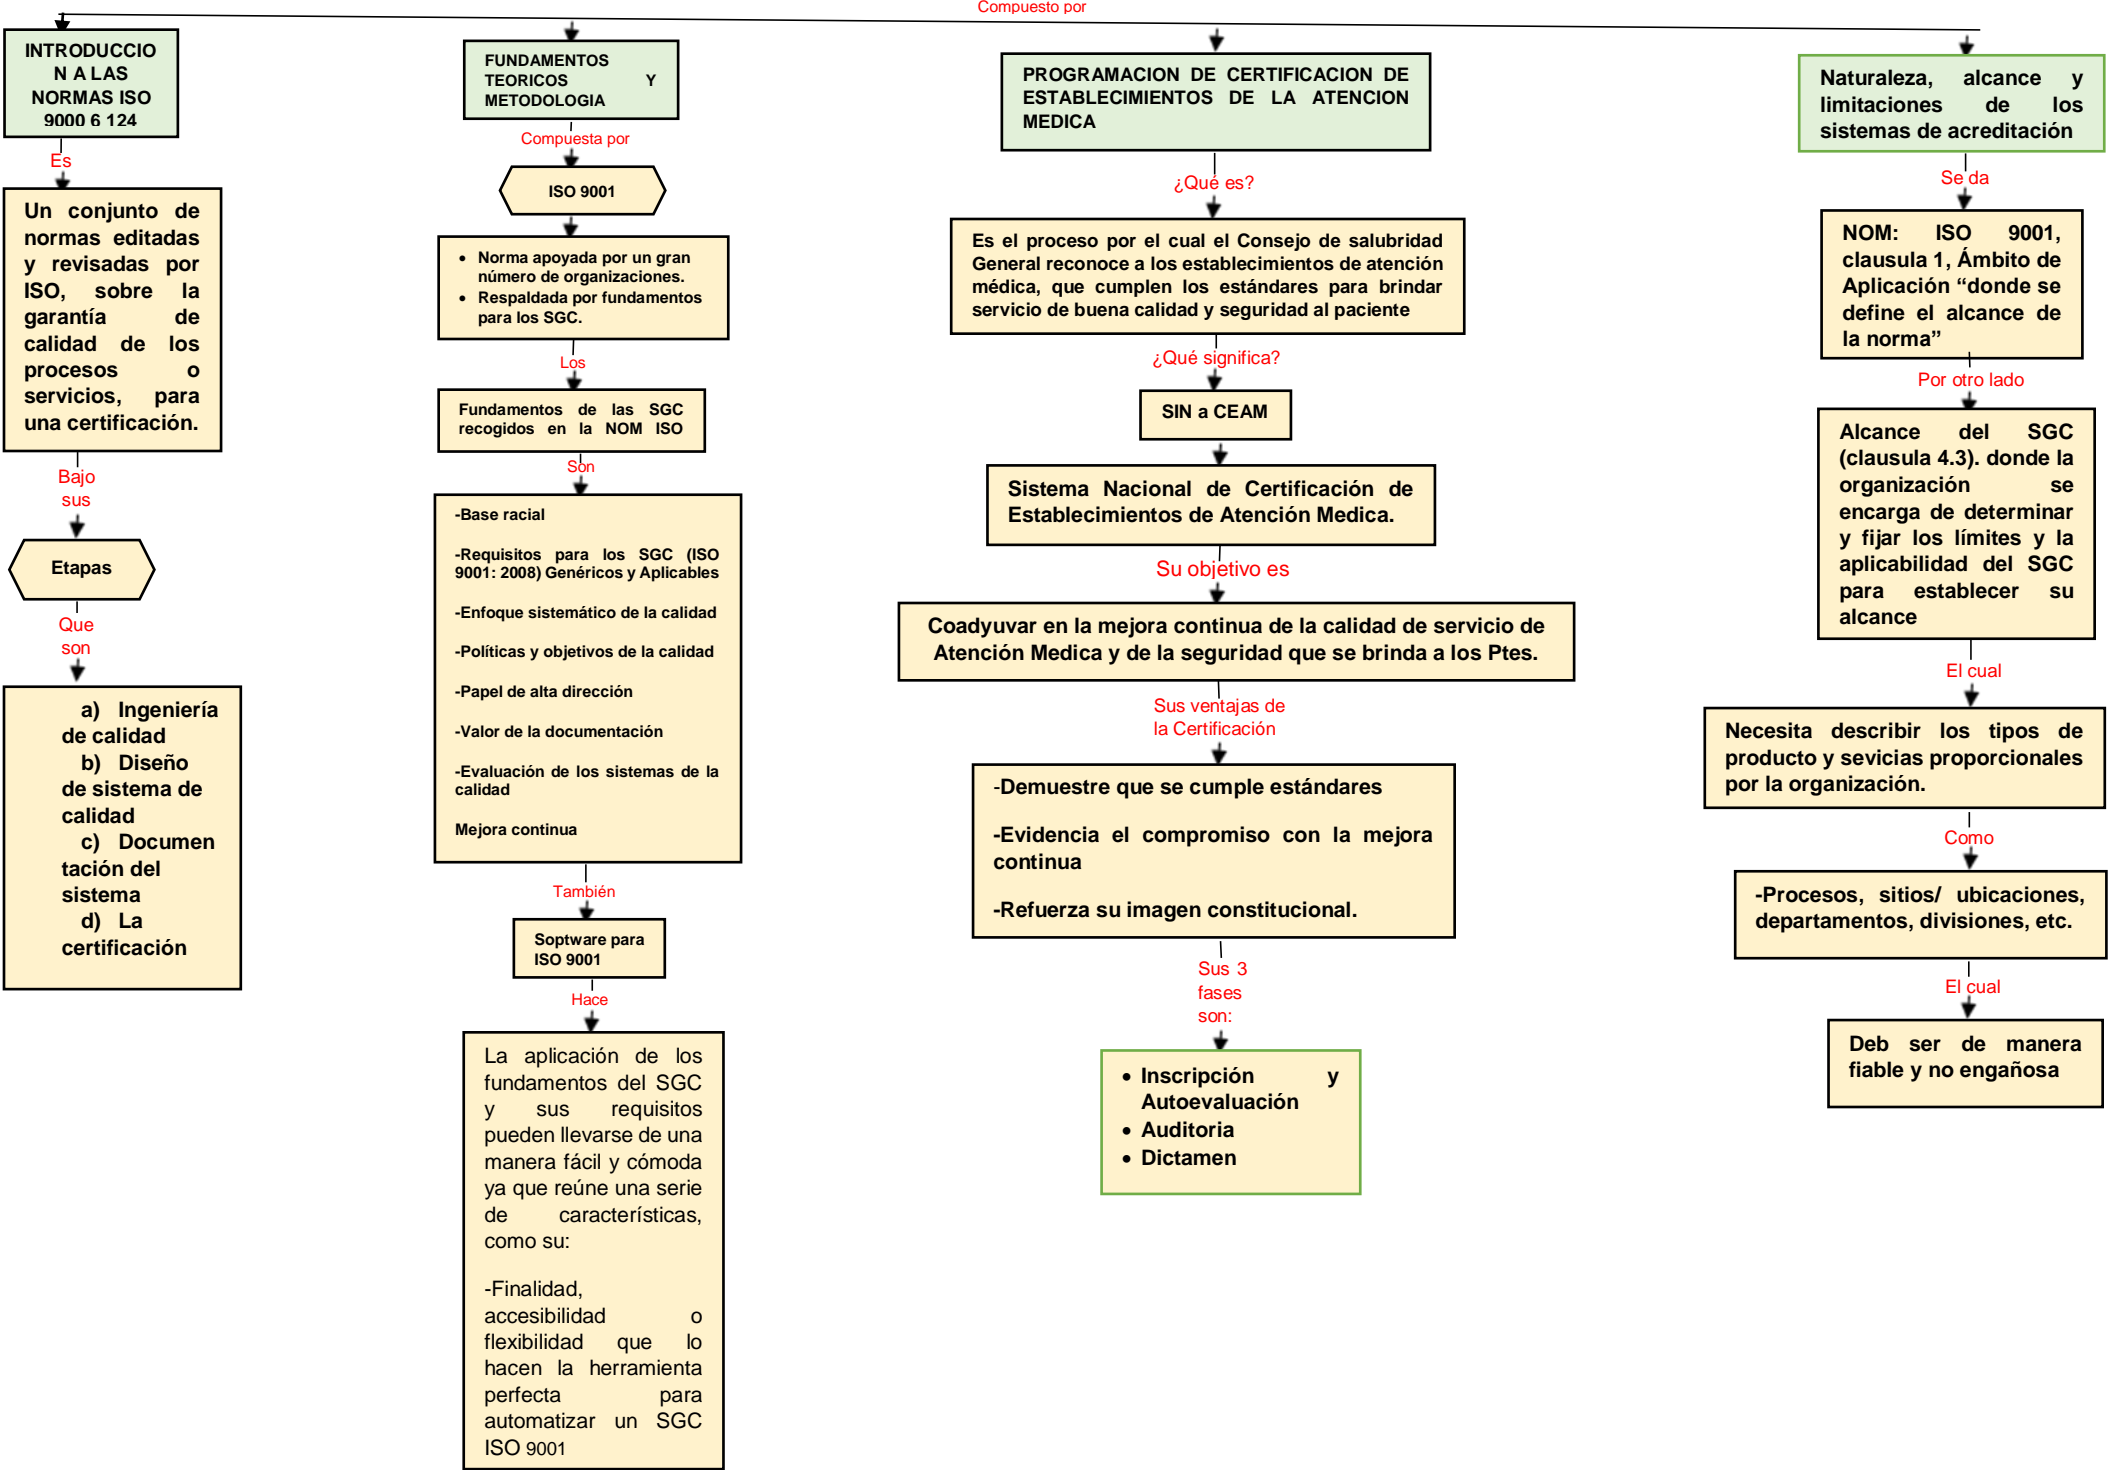 Compuesto por
INTRODUCCIO
N A LAS
NORMAS ISO
9000 6 124
Es
Un conjunto de
normas editadas
y revisadas por
ISO, sobre la
garantía de
calidad de los
procesos o
servicios, para
una certificación.
Bajo
sus
Etapas
Que
son
a) Ingeniería
de calidad
b) Diseño
de sistema de
calidad
c) Documen
tación del
sistema
d) La
certificación
FUNDAMENTOS
TEORICOS Y
METODOLOGIA
Compuesta por
ISO 9001
• Norma apoyada por un gran
número de organizaciones.
• Respaldada por fundamentos
para los SGC.
Los
Fundamentos de las SGC
recogidos en la NOM ISO
Son
-Base racial
-Requisitos para los SGC (ISO
9001: 2008) Genéricos y Aplicables
-Enfoque sistemático de la calidad
-Políticas y objetivos de la calidad
-Papel de alta dirección
-Valor de la documentación
-Evaluación de los sistemas de la
calidad
Mejora continua
También
Soptware para
ISO 9001
Hace
La aplicación de los
fundamentos del SGC
y sus requisitos
pueden llevarse de una
manera fácil y cómoda
ya que reúne una serie
de características,
como su:
-Finalidad,
accesibilidad o
flexibilidad que lo
hacen la herramienta
perfecta para
automatizar un SGC
ISO 9001
PROGRAMACION DE CERTIFICACION DE
ESTABLECIMIENTOS DE LA ATENCION
MEDICA
¿Qué es?
Es el proceso por el cual el Consejo de salubridad
General reconoce a los establecimientos de atención
médica, que cumplen los estándares para brindar
servicio de buena calidad y seguridad al paciente
¿Qué significa?
SIN a CEAM
Sistema Nacional de Certificación de
Establecimientos de Atención Medica.
Su objetivo es
Coadyuvar en la mejora continua de la calidad de servicio de
Atención Medica y de la seguridad que se brinda a los Ptes.
Sus ventajas de
la Certificación
-Demuestre que se cumple estándares
-Evidencia el compromiso con la mejora
continua
-Refuerza su imagen constitucional.
Sus 3
fases
son:
• Inscripción y
Autoevaluación
• Auditoria
• Dictamen
Naturaleza, alcance y
limitaciones de los
sistemas de acreditación
Se da
NOM: ISO 9001,
clausula 1, Ámbito de
Aplicación “donde se
define el alcance de
la norma”
Por otro lado
Alcance del SGC
(clausula 4.3). donde la
organización se
encarga de determinar
y fijar los límites y la
aplicabilidad del SGC
para establecer su
alcance
El cual
Necesita describir los tipos de
producto y sevicias proporcionales
por la organización.
Como
-Procesos, sitios/ ubicaciones,
departamentos, divisiones, etc.
El cual
Deb ser de manera
fiable y no engañosa